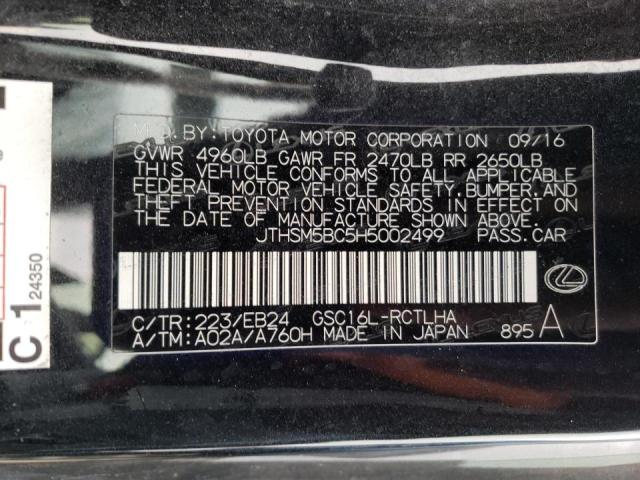 MFD. BY: TOYOTA MOTOR CORPORATION 09/16
GVWR 4960LB GAWR FR 2470LB RR 2650LB
THIS VEHICLE CONFORMS TO ALL APPLICABLE
FEDERAL MOTOR VEHICLE SAFETY, BUMPER, AND
THEFT PREVENTION STANDARDS IN EFFECT ON
THE DATE OF MANUFACTURE SHOWN ABOVE.
JTHSM5BC5H5002499 PASS.CAR
C/TR:223/EB24 GSC16L-RCTLHA
A/TM:A02A/A760H MADE IN JAPAN 895 A
C1 24350